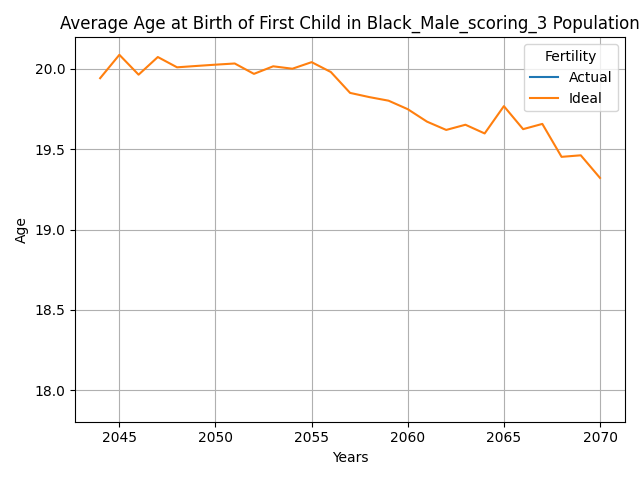 Average Age at Birth of First Child in Black_Male_scoring_3 Population
Fertility
Actual
Ideal
20.0
19.5
19.0
18.5
18.0
Age
2045 2050 2055 2060 2065 2070
Years